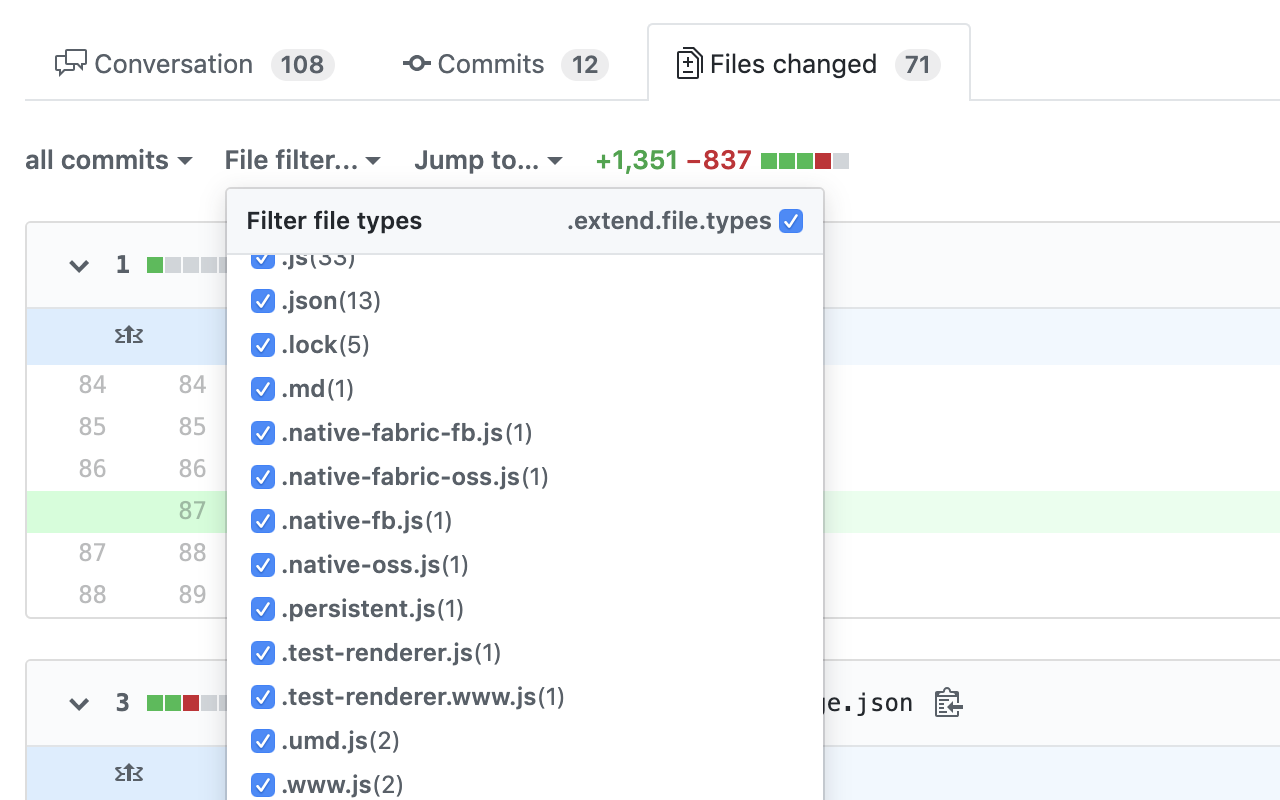 Conversation 108 Commits 12 Files changed 71
all commits File filter... Jump to... +1,351 −837
Filter file types .extend.file.types
1
.js(33)
.json(13)
.lock(5)
84 84 .md(1)
85 85 .native-fabric-fb.js(1)
86 86 .native-fabric-oss.js(1)
87 .native-fb.js(1)
87 88 .native-oss.js(1)
88 89 .persistent.js(1)
.test-renderer.js(1)
3 .test-renderer.www.js(1) ge.json
.umd.js(2)
.www.js(2)